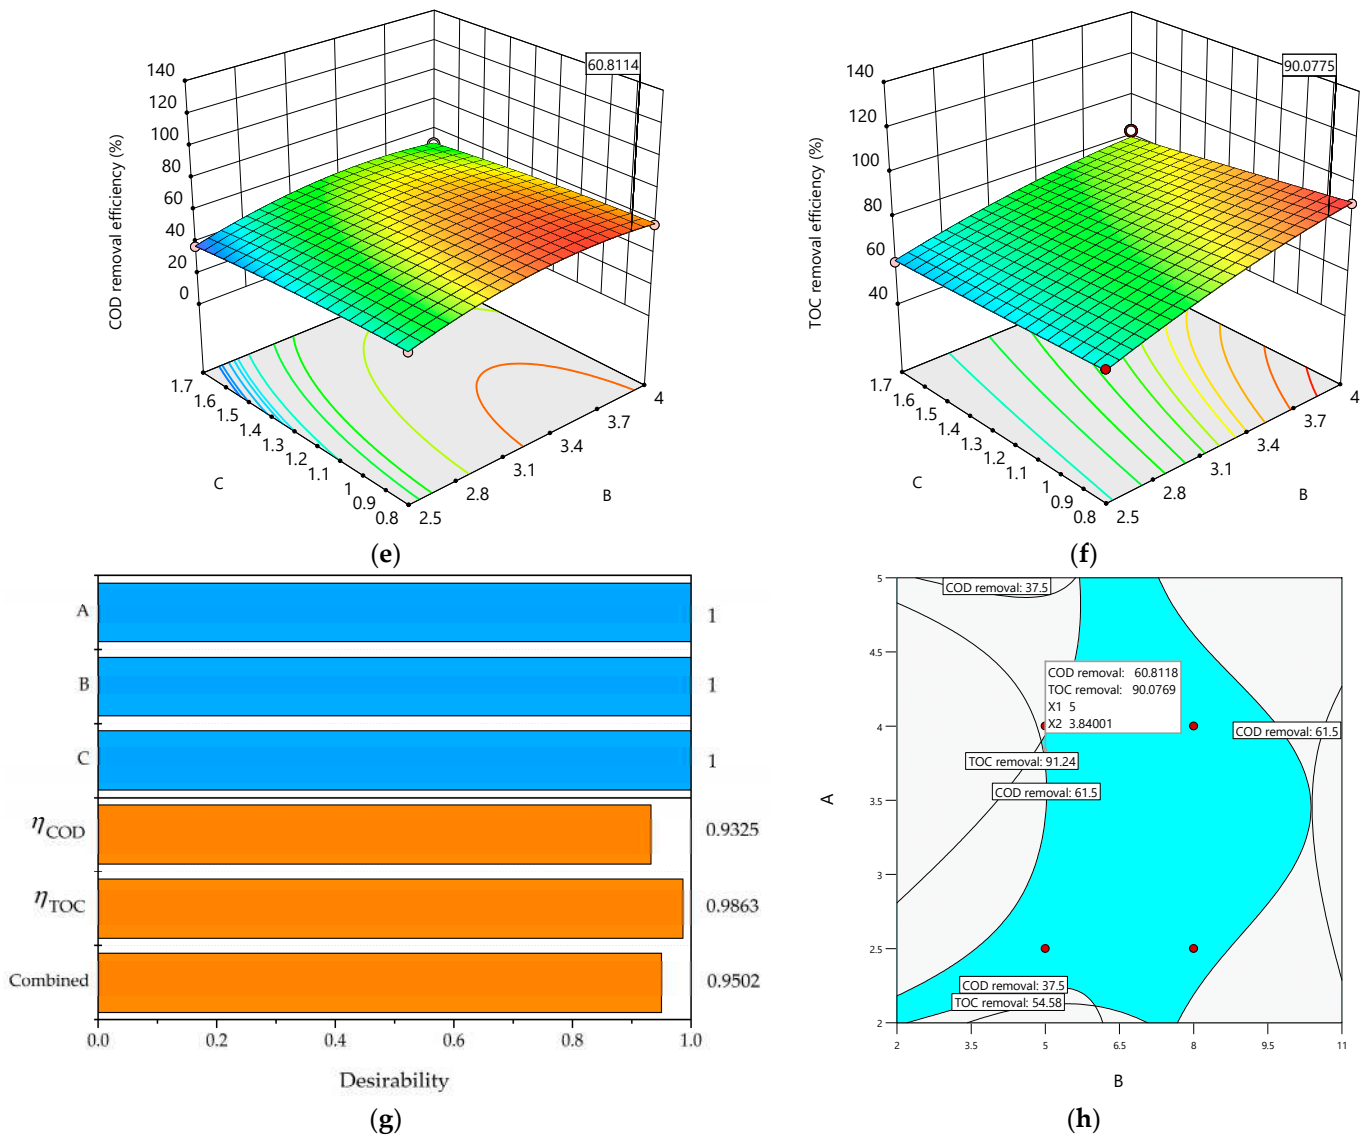 140
120
100
80
60
40
20
0
COD removal efficiency (%)
60.8114
1.7
1.6
1.5
1.4
1.3
1.2
1.1
1
0.9
0.8
C
2.5
2.8
3.1
3.4
3.7
4
B
(e)
140
120
100
80
60
40
TOC removal efficiency (%)
90.0775
1.7
1.6
1.5
1.4
1.3
1.2
1.1
1
0.9
0.8
C
2.5
2.8
3.1
3.4
3.7
4
B
(f)
A 1
B 1
C 1
ηCOD 0.9325
ηTOC 0.9863
Combined 0.9502
0.0 0.2 0.4 0.6 0.8 1.0
Desirability
(g)
5
4.5
4
3.5
3
2.5
2
A
COD removal: 37.5
COD removal: 60.8118
TOC removal: 90.0769
X1 5
X2 3.84001
COD removal: 61.5
TOC removal: 91.24
COD removal: 61.5
COD removal: 37.5
TOC removal: 54.58
2 3.5 5 6.5 8 9.5 11
B
(h)